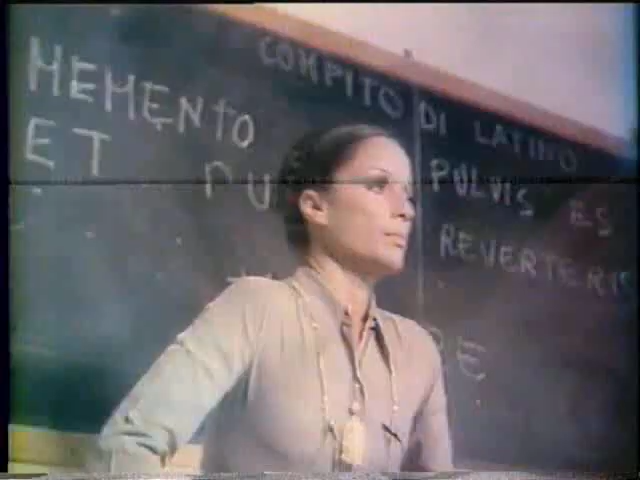 COMPITO DI LATINO
MEMENTO PULVIS ES
ET REVERTERIS